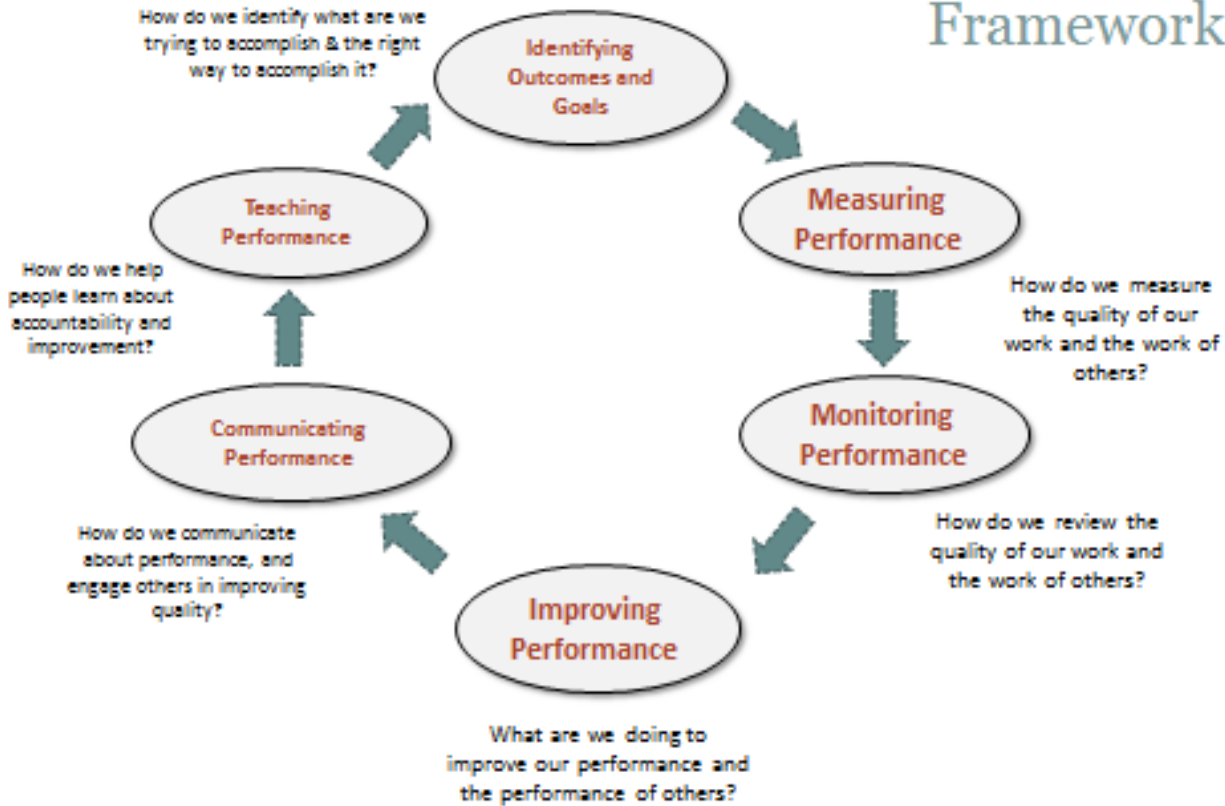 Framework
How do we identify what are we
trying to accomplish & the right
way to accomplish it?
Identifying
Outcomes and
Goals
Measuring
Performance
How do we measure
the quality of our
work and the work of
others?
Monitoring
Performance
How do we review the
quality of our work and
the work of others?
Improving
Performance
What are we doing to
improve our performance and
the performance of others?
Communicating
Performance
How do we communicate
about performance, and
engage others in improving
quality?
Teaching
Performance
How do we help
people learn about
accountability and
improvement?